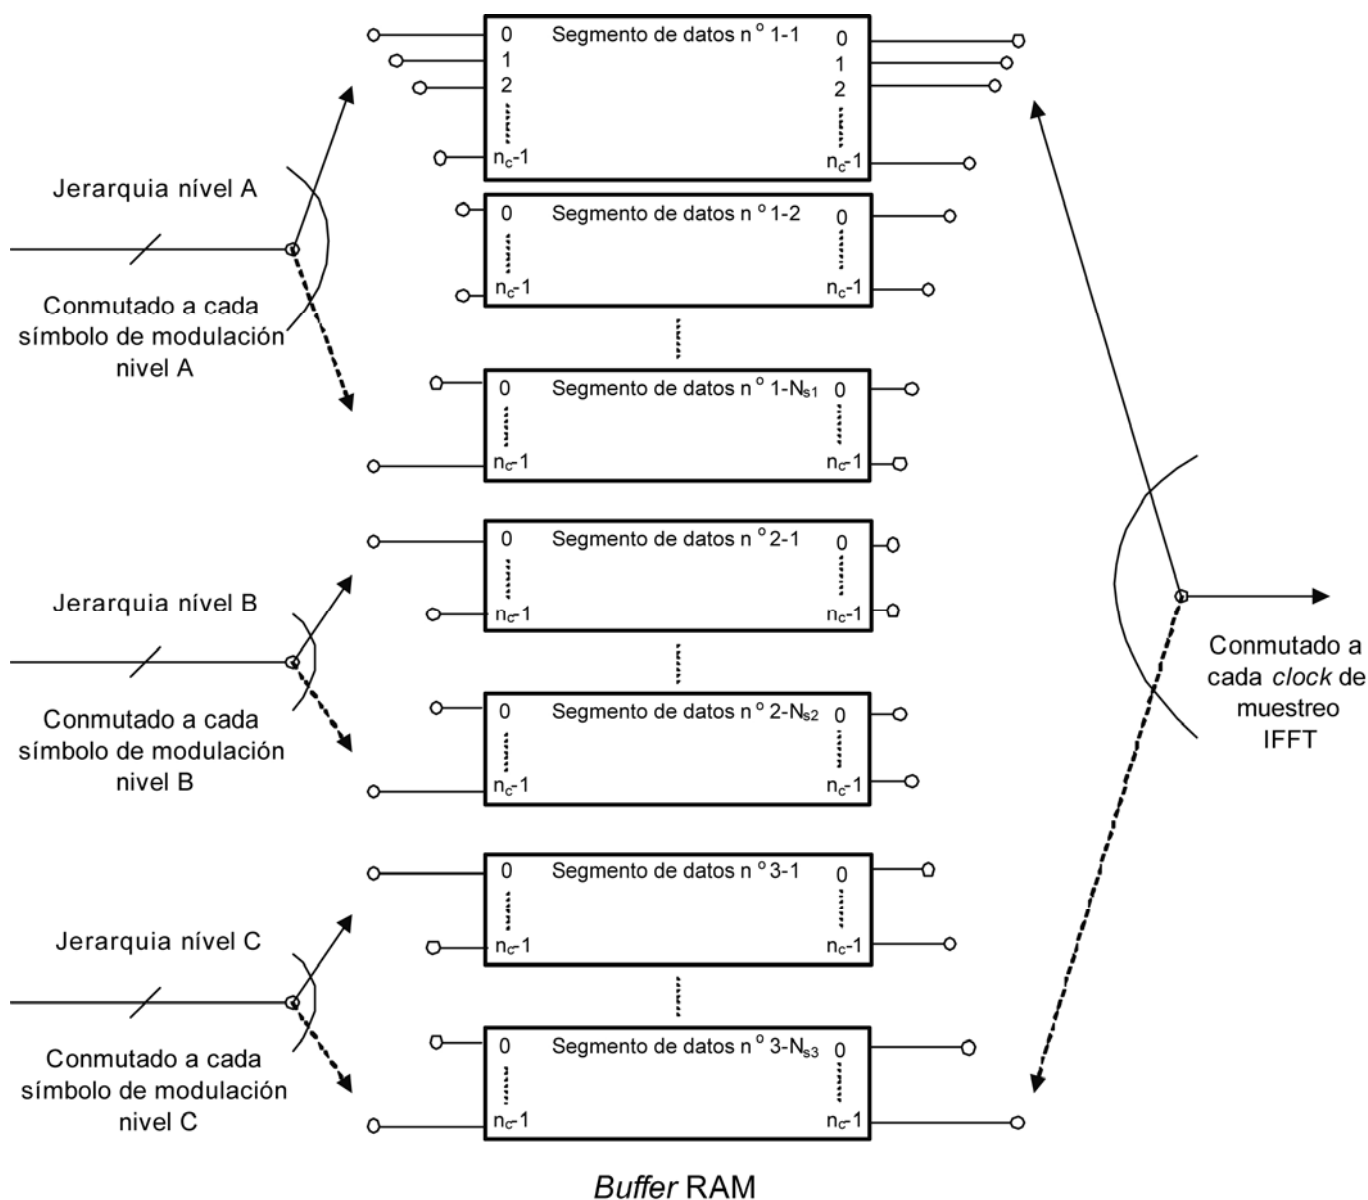 0 Segmento de datos n º 1-1 0
1 1
2 2
nc-1 nc-1
Jerarquia nível A
Conmutado a cada
símbolo de modulación
nivel A
0 Segmento de datos n º 1-2 0
nc-1 nc-1
0 Segmento de datos n º 1-Ns1 0
nc-1 nc-1
0 Segmento de datos n º 2-1 0
nc-1 nc-1
Jerarquia nível B
Conmutado a cada
símbolo de modulación
nivel B
0 Segmento de datos n º 2-Ns2 0
nc-1 nc-1
0 Segmento de datos n º 3-1 0
nc-1 nc-1
Jerarquia nível C
Conmutado a cada
símbolo de modulación
nivel C
0 Segmento de datos n º 3-Ns3 0
nc-1 nc-1
Conmutado a
cada clock de
muestreo
IFFT
Buffer RAM